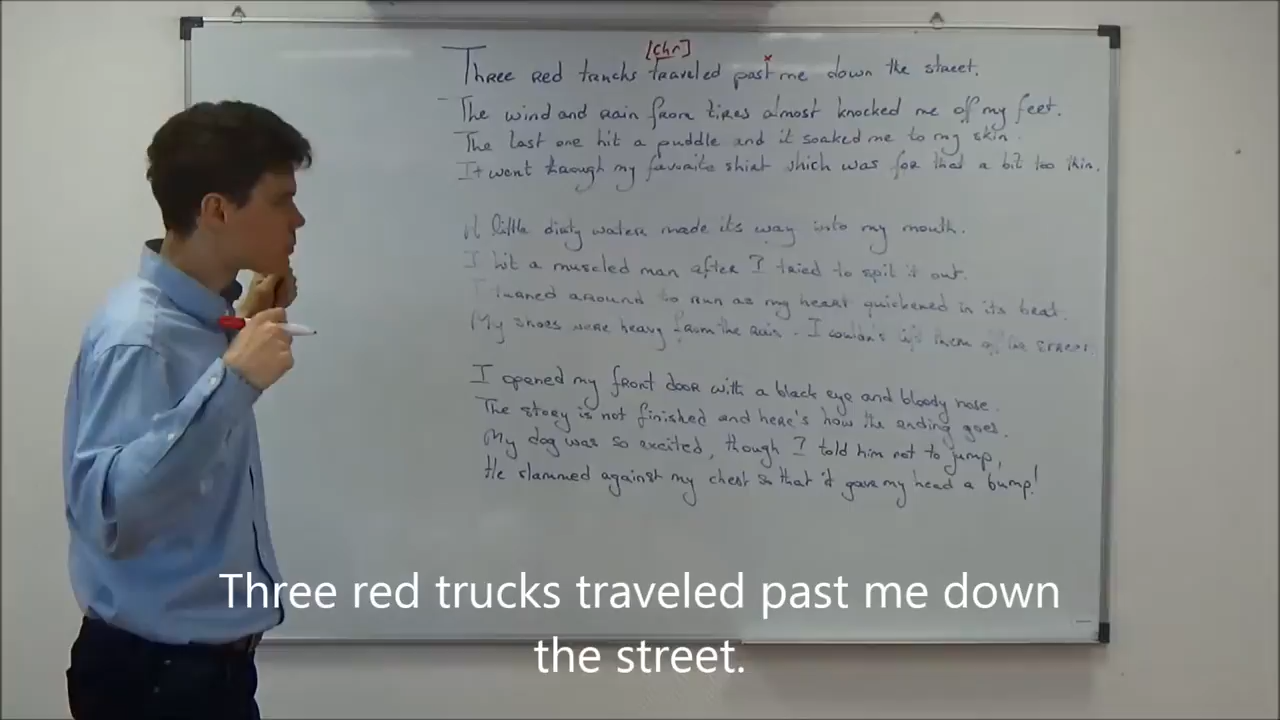 [chr]
x
Three red trucks traveled past me down the street.
The wind and rain from tires almost knocked me off my feet.
The last one hit a puddle and it soaked me to my skin.
It went through my favorite shirt which was for that a bit too thin.
A little dirty water made its way into my mouth.
I hit a muscled man after I tried to spit it out.
I turned around to run as my heart quickened in its beat.
My shoes were heavy from the rain. I couldn't lift them off the street.
I opened my front door with a black eye and bloody nose.
The story is not finished and here's how the ending goes.
My dog was so excited, though I told him not to jump,
He slammed against my chest so that it gave my head a bump!
Three red trucks traveled past me down
the street.